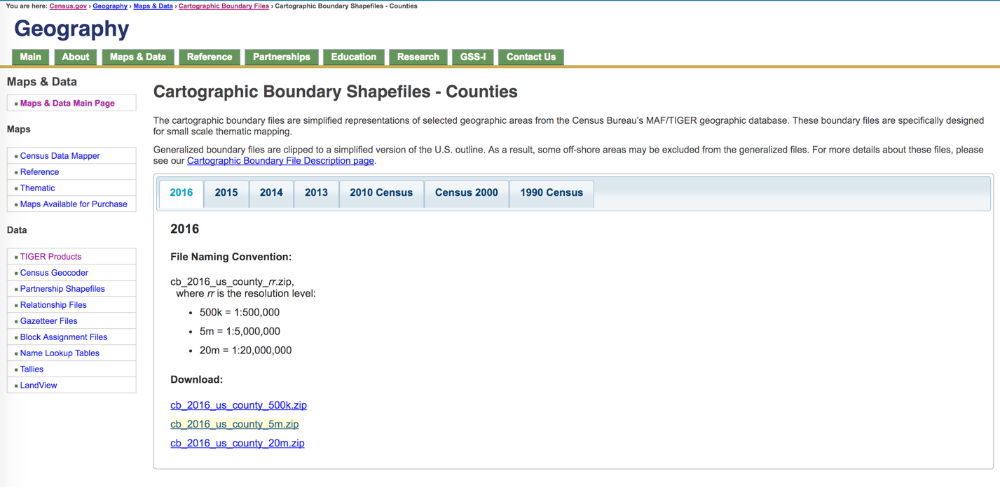 You are here: Census.gov › Geography › Maps & Data › Cartographic Boundary Files › Cartographic Boundary Shapefiles - Counties
Geography
Main About Maps & Data Reference Partnerships Education Research GSS-I Contact Us
Maps & Data
Maps & Data Main Page
Maps
Census Data Mapper
Reference
Thematic
Maps Available for Purchase
Data
TIGER Products
Census Geocoder
Partnership Shapefiles
Relationship Files
Gazetteer Files
Block Assignment Files
Name Lookup Tables
Tallies
LandView
Cartographic Boundary Shapefiles - Counties
The cartographic boundary files are simplified representations of selected geographic areas from the Census Bureau's MAF/TIGER geographic database. These boundary files are specifically designed
for small scale thematic mapping.
Generalized boundary files are clipped to a simplified version of the U.S. outline. As a result, some off-shore areas may be excluded from the generalized files. For more details about these files, please
see our Cartographic Boundary File Description page.
2016 2015 2014 2013 2010 Census Census 2000 1990 Census
2016
File Naming Convention:
cb_2016_us_county_rr.zip,
where rr is the resolution level:
• 500k = 1:500,000
• 5m = 1:5,000,000
• 20m = 1:20,000,000
Download:
cb_2016_us_county_500k.zip
cb_2016_us_county_5m.zip
cb_2016_us_county_20m.zip